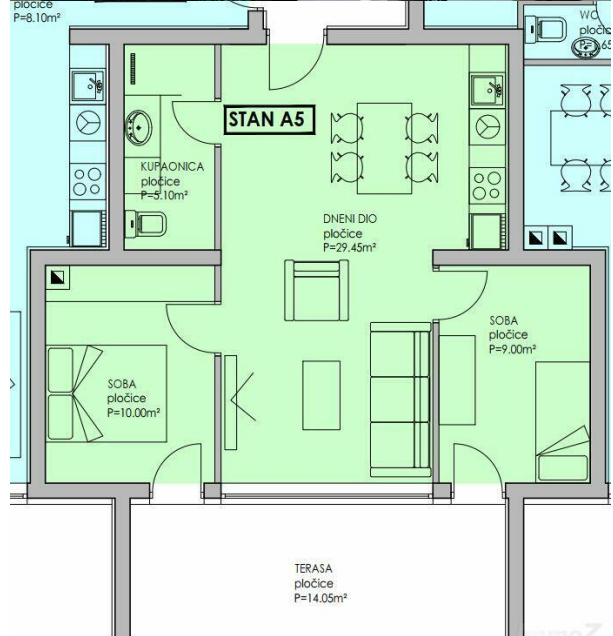 pločice
P=8.10m²
WC
STAN A5
KUPAONICA
pločice
P=5.10m²
DNENI DIO
pločice
P=29.45m²
SOBA
pločice
P=9.00m²
SOBA
pločice
P=10.00m²
TERASA
pločice
P=14.05m²